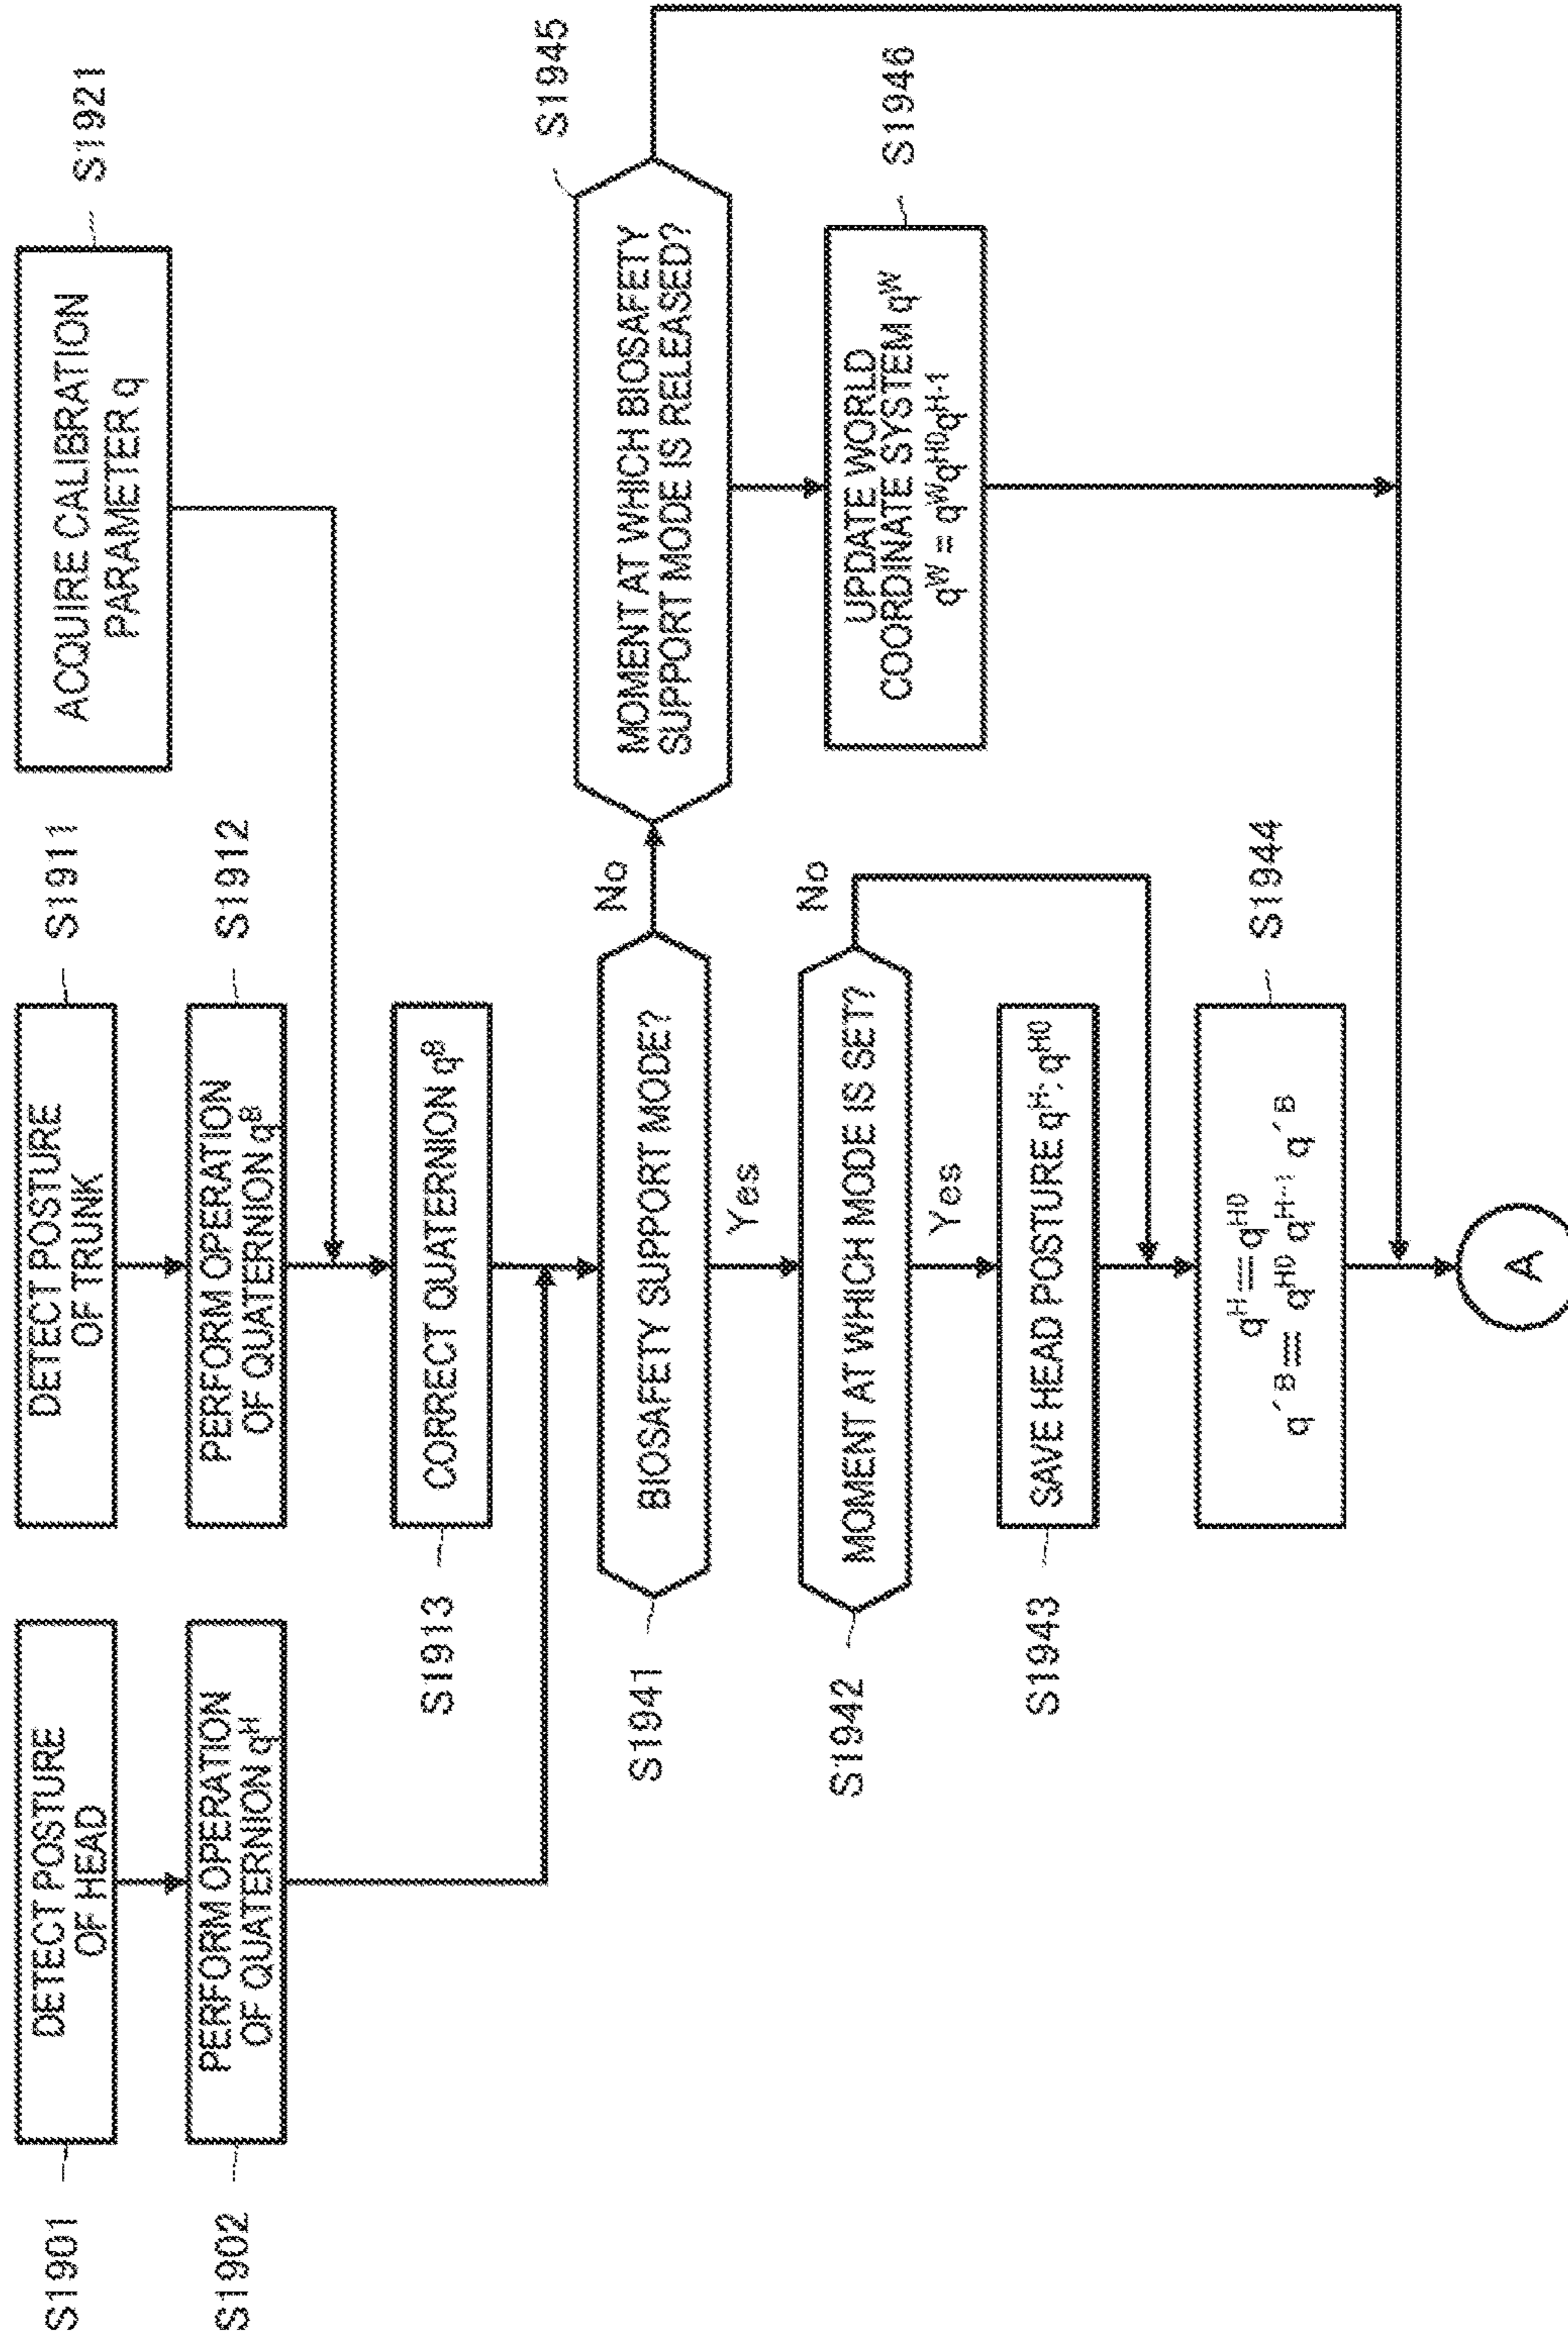 S1901
DETECT POSTURE
OF HEAD
S1902
PERFORM OPERATION
OF QUATERNION q^H
DETECT POSTURE
OF TRUNK
S1911
PERFORM OPERATION
OF QUATERNION q^B
S1912
ACQUIRE CALIBRATION
PARAMETER q
S1921
S1913
CORRECT QUATERNION q^B
S1941
BIOSAFETY SUPPORT MODE?
No
Yes
MOMENT AT WHICH BIOSAFETY
SUPPORT MODE IS RELEASED?
S1945
S1942
MOMENT AT WHICH MODE IS SET?
No
Yes
UPDATE WORLD
COORDINATE SYSTEM q^W
q^W = q^W q^H0 q^H-1
S1946
S1943
SAVE HEAD POSTURE q^H: q^H0
q^H = q^H0
q´^B = q^H0 q^H-1 q´^B
S1944
A